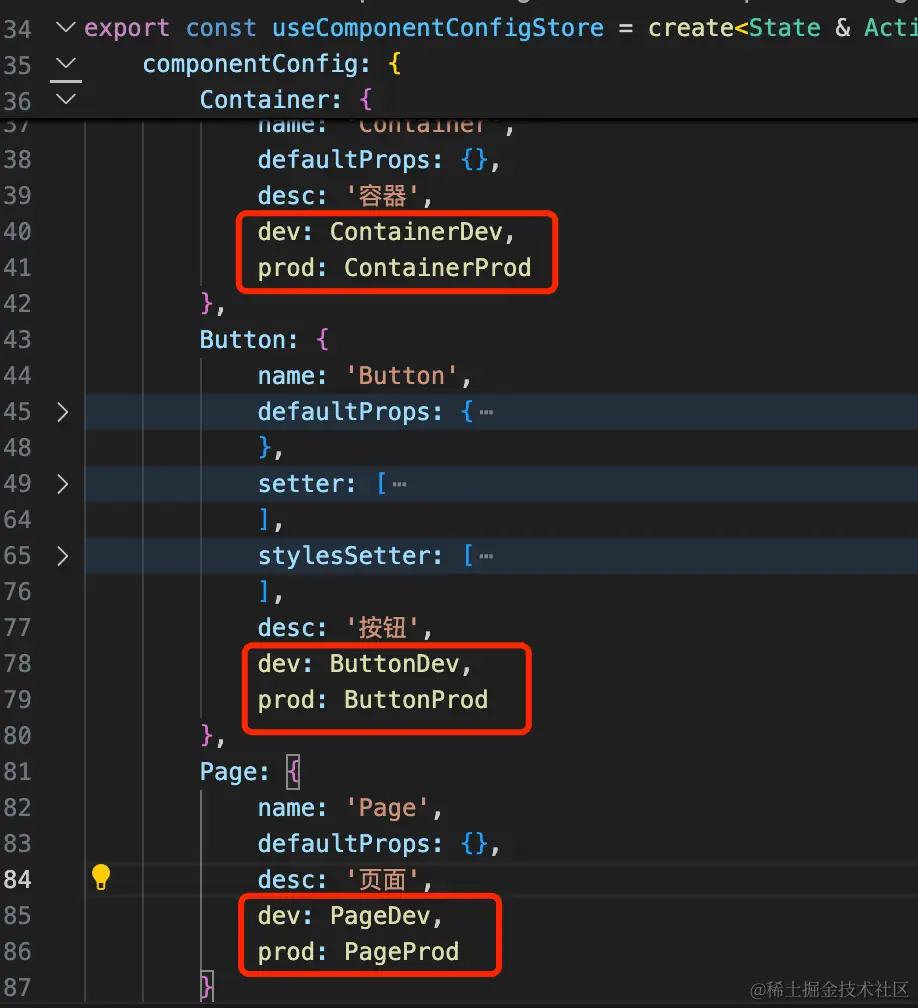 34 export const useComponentConfigStore = create<State & Acti
35 componentConfig: {
36 Container: {
37 name: 'Container',
38 defaultProps: {},
39 desc: '容器',
40 dev: ContainerDev,
41 prod: ContainerProd
42 },
43 Button: {
44 name: 'Button',
45 defaultProps: {⋯
48 },
49 setter: [⋯
64 ],
65 stylesSetter: [⋯
76 ],
77 desc: '按钮',
78 dev: ButtonDev,
79 prod: ButtonProd
80 },
81 Page: {
82 name: 'Page',
83 defaultProps: {},
84 desc: '页面',
85 dev: PageDev,
86 prod: PageProd
87 }
@稀土掘金技术社区